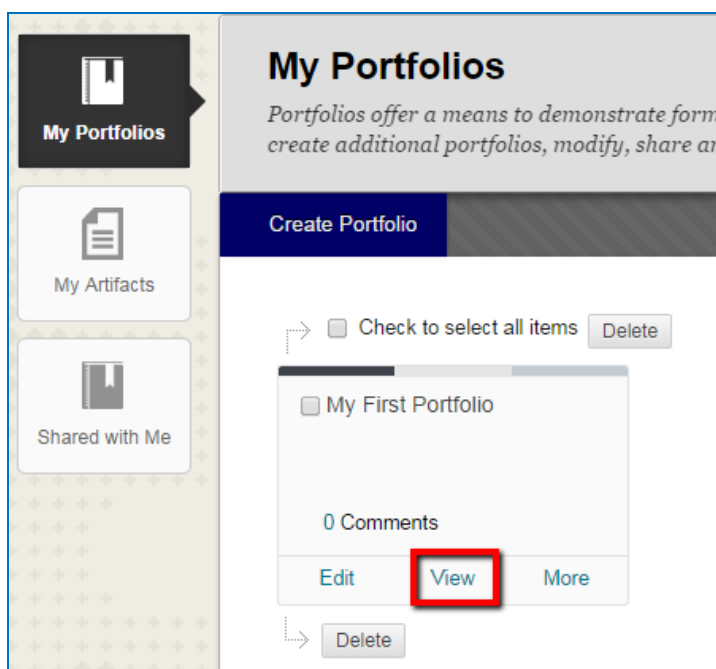 My Portfolios
My Artifacts
Shared with Me
My Portfolios
Portfolios offer a means to demonstrate form
create additional portfolios, modify, share an
Create Portfolio
Check to select all items Delete
My First Portfolio
0 Comments
Edit View More
Delete